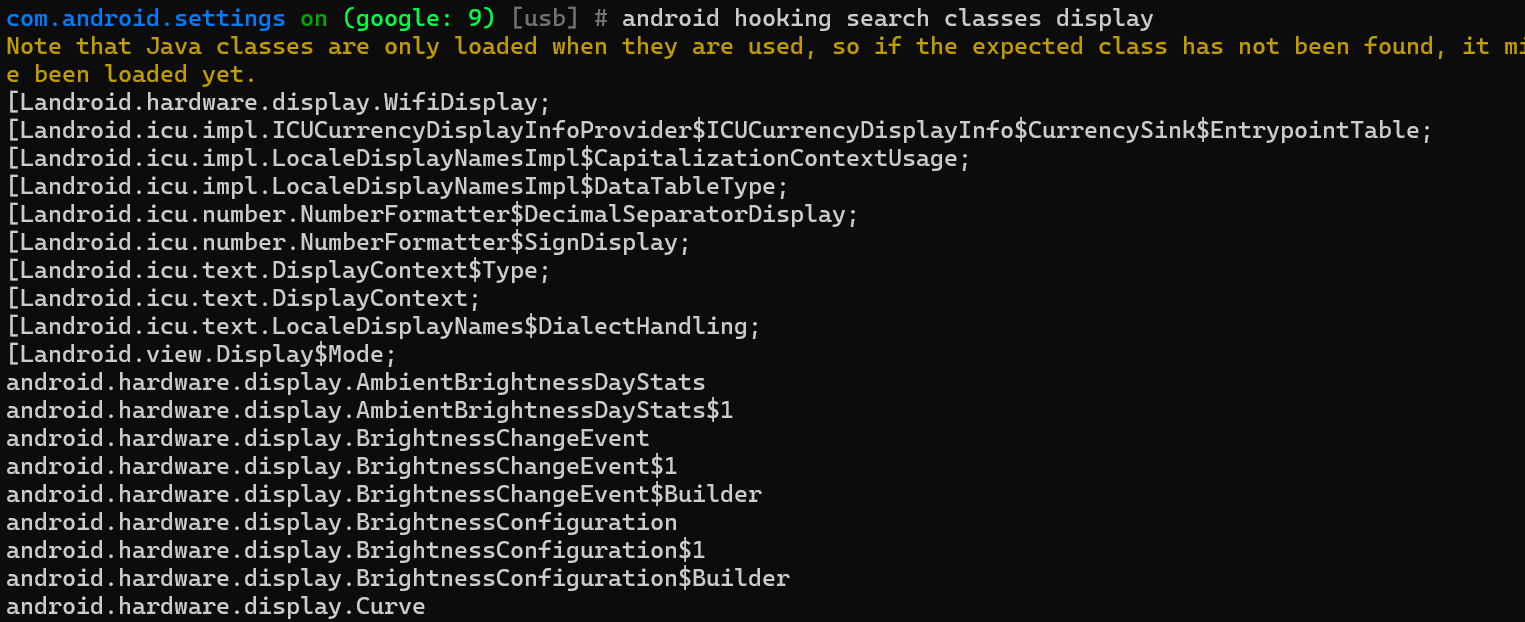 com.android.settings on (google: 9) [usb] # android hooking search classes display
Note that Java classes are only loaded when they are used, so if the expected class has not been found, it mi
e been loaded yet.
[Landroid.hardware.display.WifiDisplay;
[Landroid.icu.impl.ICUCurrencyDisplayInfoProvider$ICUCurrencyDisplayInfo$CurrencySink$EntrypointTable;
[Landroid.icu.impl.LocaleDisplayNamesImpl$CapitalizationContextUsage;
[Landroid.icu.impl.LocaleDisplayNamesImpl$DataTableType;
[Landroid.icu.number.NumberFormatter$DecimalSeparatorDisplay;
[Landroid.icu.number.NumberFormatter$SignDisplay;
[Landroid.icu.text.DisplayContext$Type;
[Landroid.icu.text.DisplayContext;
[Landroid.icu.text.LocaleDisplayNames$DialectHandling;
[Landroid.view.Display$Mode;
android.hardware.display.AmbientBrightnessDayStats
android.hardware.display.AmbientBrightnessDayStats$1
android.hardware.display.BrightnessChangeEvent
android.hardware.display.BrightnessChangeEvent$1
android.hardware.display.BrightnessChangeEvent$Builder
android.hardware.display.BrightnessConfiguration
android.hardware.display.BrightnessConfiguration$1
android.hardware.display.BrightnessConfiguration$Builder
android.hardware.display.Curve